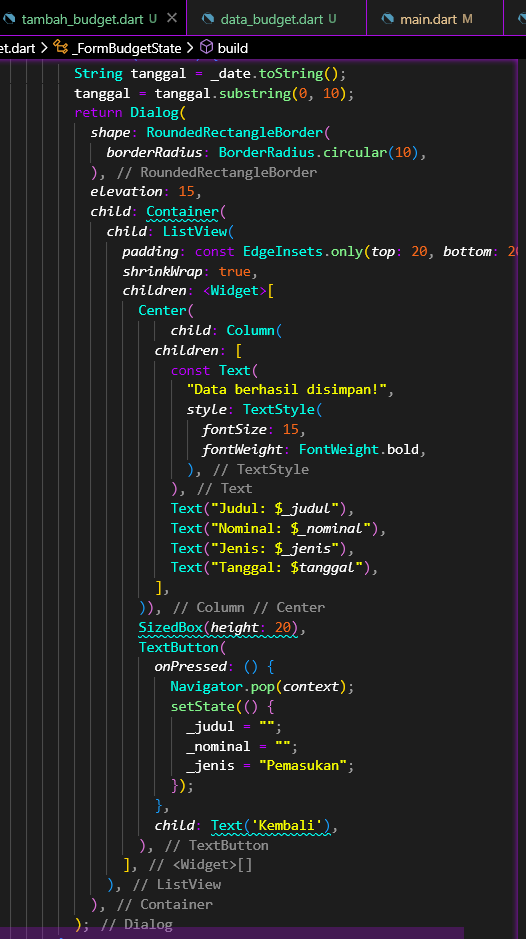 tambah_budget.dart U data_budget.dart U main.dart M
et.dart > _FormBudgetState > build
String tanggal = _date.toString();
tanggal = tanggal.substring(0, 10);
return Dialog(
shape: RoundedRectangleBorder(
borderRadius: BorderRadius.circular(10),
), // RoundedRectangleBorder
elevation: 15,
child: Container(
child: ListView(
padding: const EdgeInsets.only(top: 20, bottom: 20
shrinkWrap: true,
children: <Widget>[
Center(
child: Column(
children: [
const Text(
"Data berhasil disimpan!",
style: TextStyle(
fontSize: 15,
fontWeight: FontWeight.bold,
), // TextStyle
), // Text
Text("Judul: $_judul"),
Text("Nominal: $_nominal"),
Text("Jenis: $_jenis"),
Text("Tanggal: $tanggal"),
],
)), // Column // Center
SizedBox(height: 20),
TextButton(
onPressed: () {
Navigator.pop(context);
setState(() {
_judul = "";
_nominal = "";
_jenis = "Pemasukan";
});
},
child: Text('Kembali'),
), // TextButton
], // <Widget>[]
), // ListView
), // Container
); // Dialog